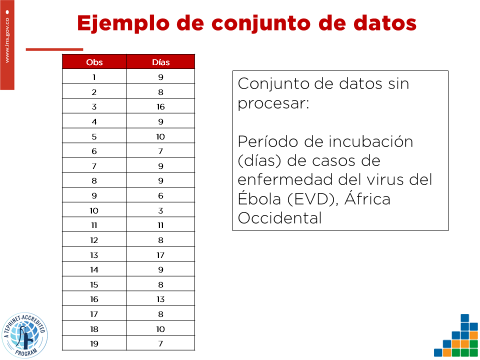 www.ins.gov.co
Ejemplo de conjunto de datos
Obs Días
1 9
2 8
3 16
4 9
5 10
6 7
7 9
8 9
9 6
10 3
11 11
12 8
13 17
14 9
15 8
16 13
17 8
18 10
19 7
Conjunto de datos sin
procesar:
Período de incubación
(días) de casos de
enfermedad del virus del
Ébola (EVD), África
Occidental
A TEPHINET-ACCREDITED
PROGRAM